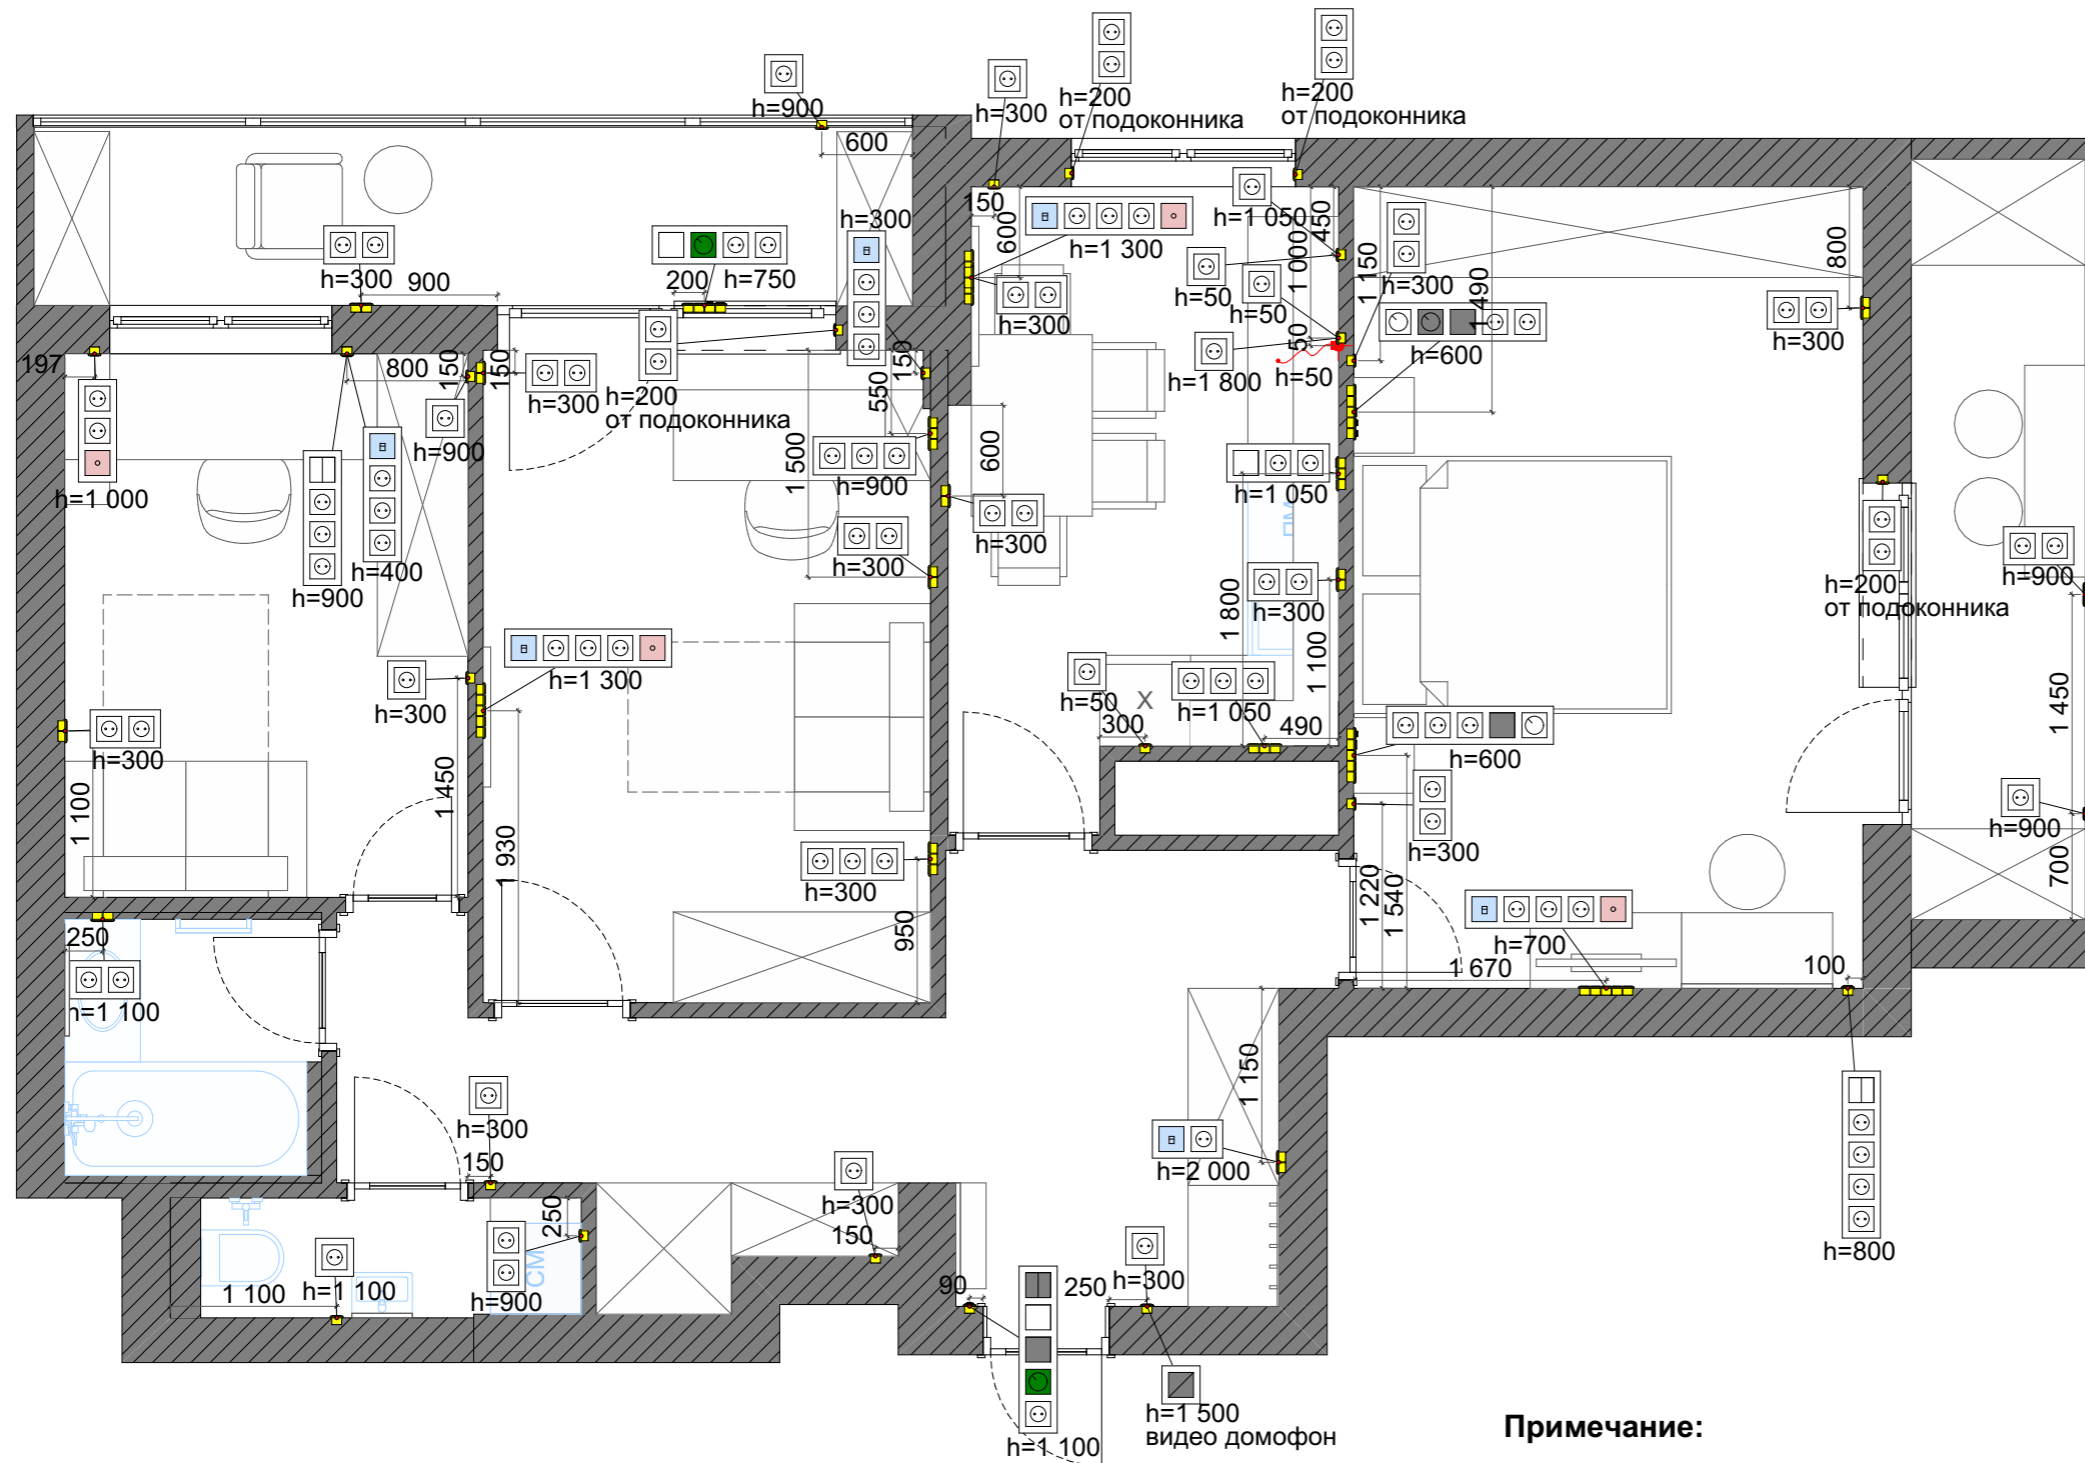 h=900
600
h=300
h=200
от подоконника
h=200
от подоконника
h=300
900
200
h=750
h=300
150
600
h=1 300
h=1 050
450
1 000
h=50
h=50
50
h=300
h=1 800
h=50
1 150
h=300
1 490
h=600
800
h=300
197
800
150
150
h=300
h=200
от подоконника
550
150
h=1 000
h=900
h=900
h=400
1 500
h=900
h=300
600
h=300
h=1 050
ПМ
h=300
1 800
1 100
h=200
от подоконника
h=900
1 450
h=900
700
h=300
1 100
h=300
1 450
h=1 300
1 930
h=50
X
300
h=1 050
490
h=600
h=300
1 220
1 540
h=300
950
h=700
1 670
100
250
h=1 100
h=300
150
250
h=900
СМ
1 100
h=1 100
h=300
150
1 150
h=2 000
90
250
h=300
h=1 100
h=1 500
видео домофон
h=800
Примечание: